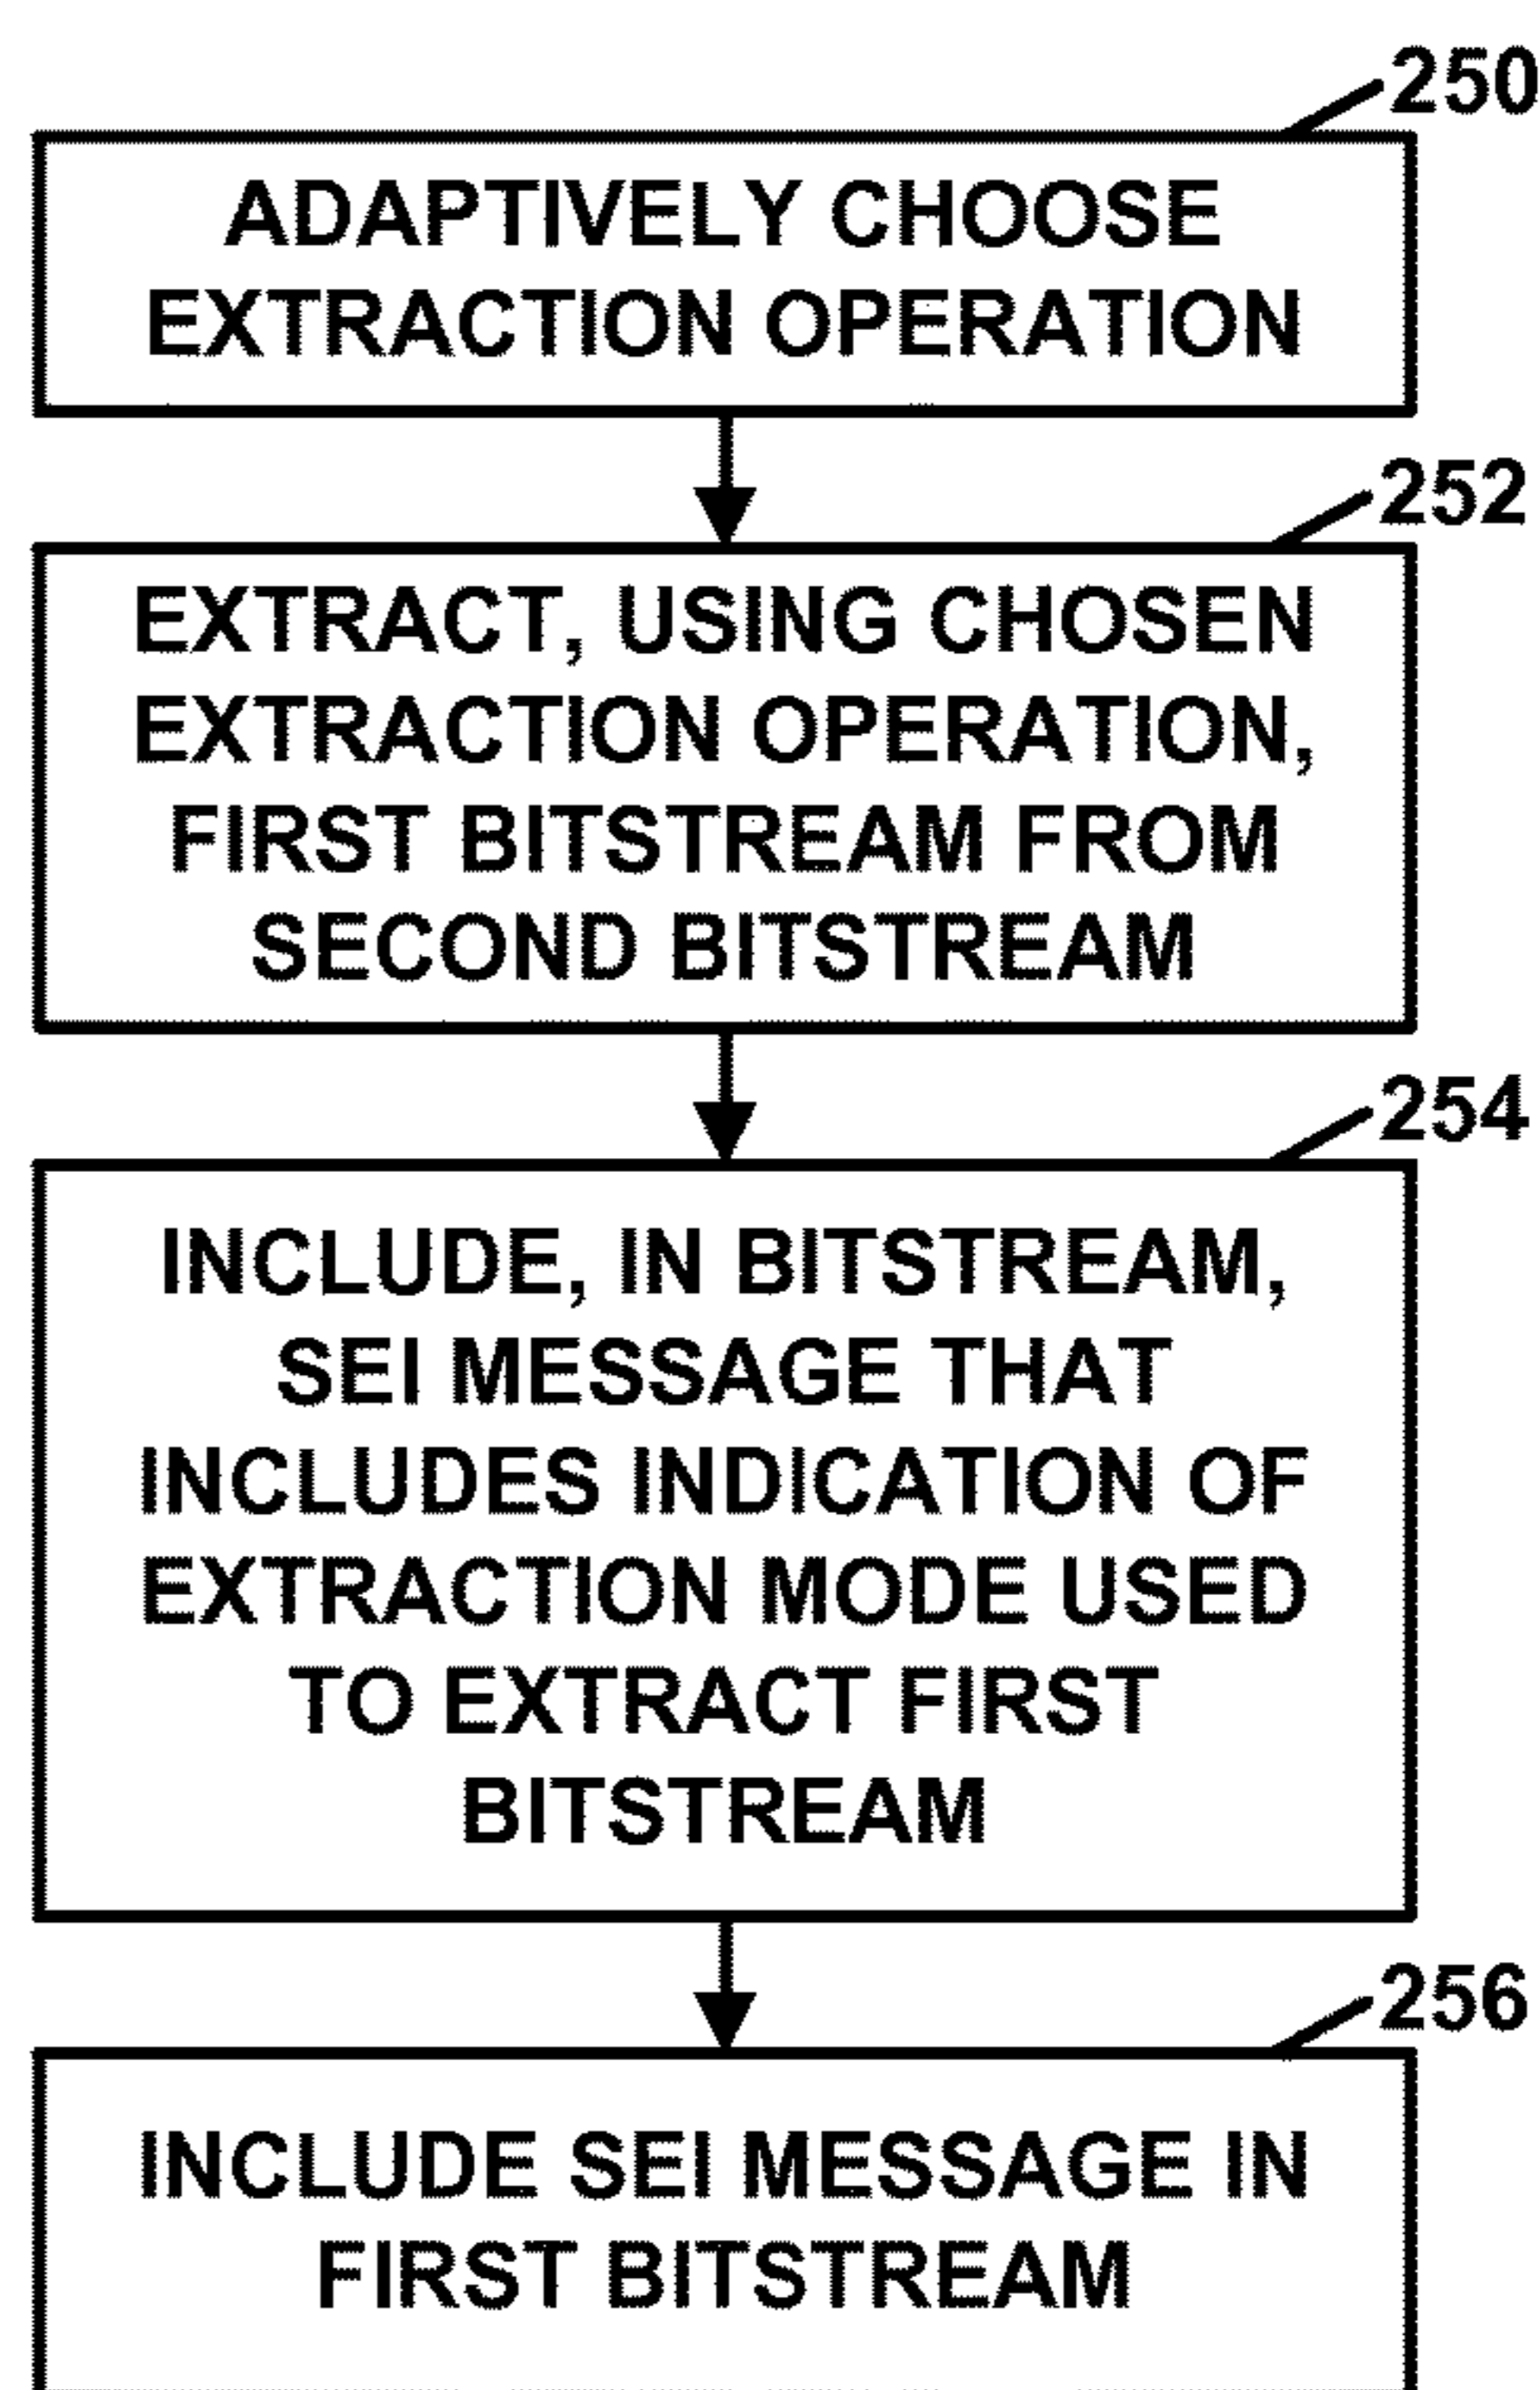 250
ADAPTIVELY CHOOSE
EXTRACTION OPERATION
252
EXTRACT, USING CHOSEN
EXTRACTION OPERATION,
FIRST BITSTREAM FROM
SECOND BITSTREAM
254
INCLUDE, IN BITSTREAM,
SEI MESSAGE THAT
INCLUDES INDICATION OF
EXTRACTION MODE USED
TO EXTRACT FIRST
BITSTREAM
256
INCLUDE SEI MESSAGE IN
FIRST BITSTREAM